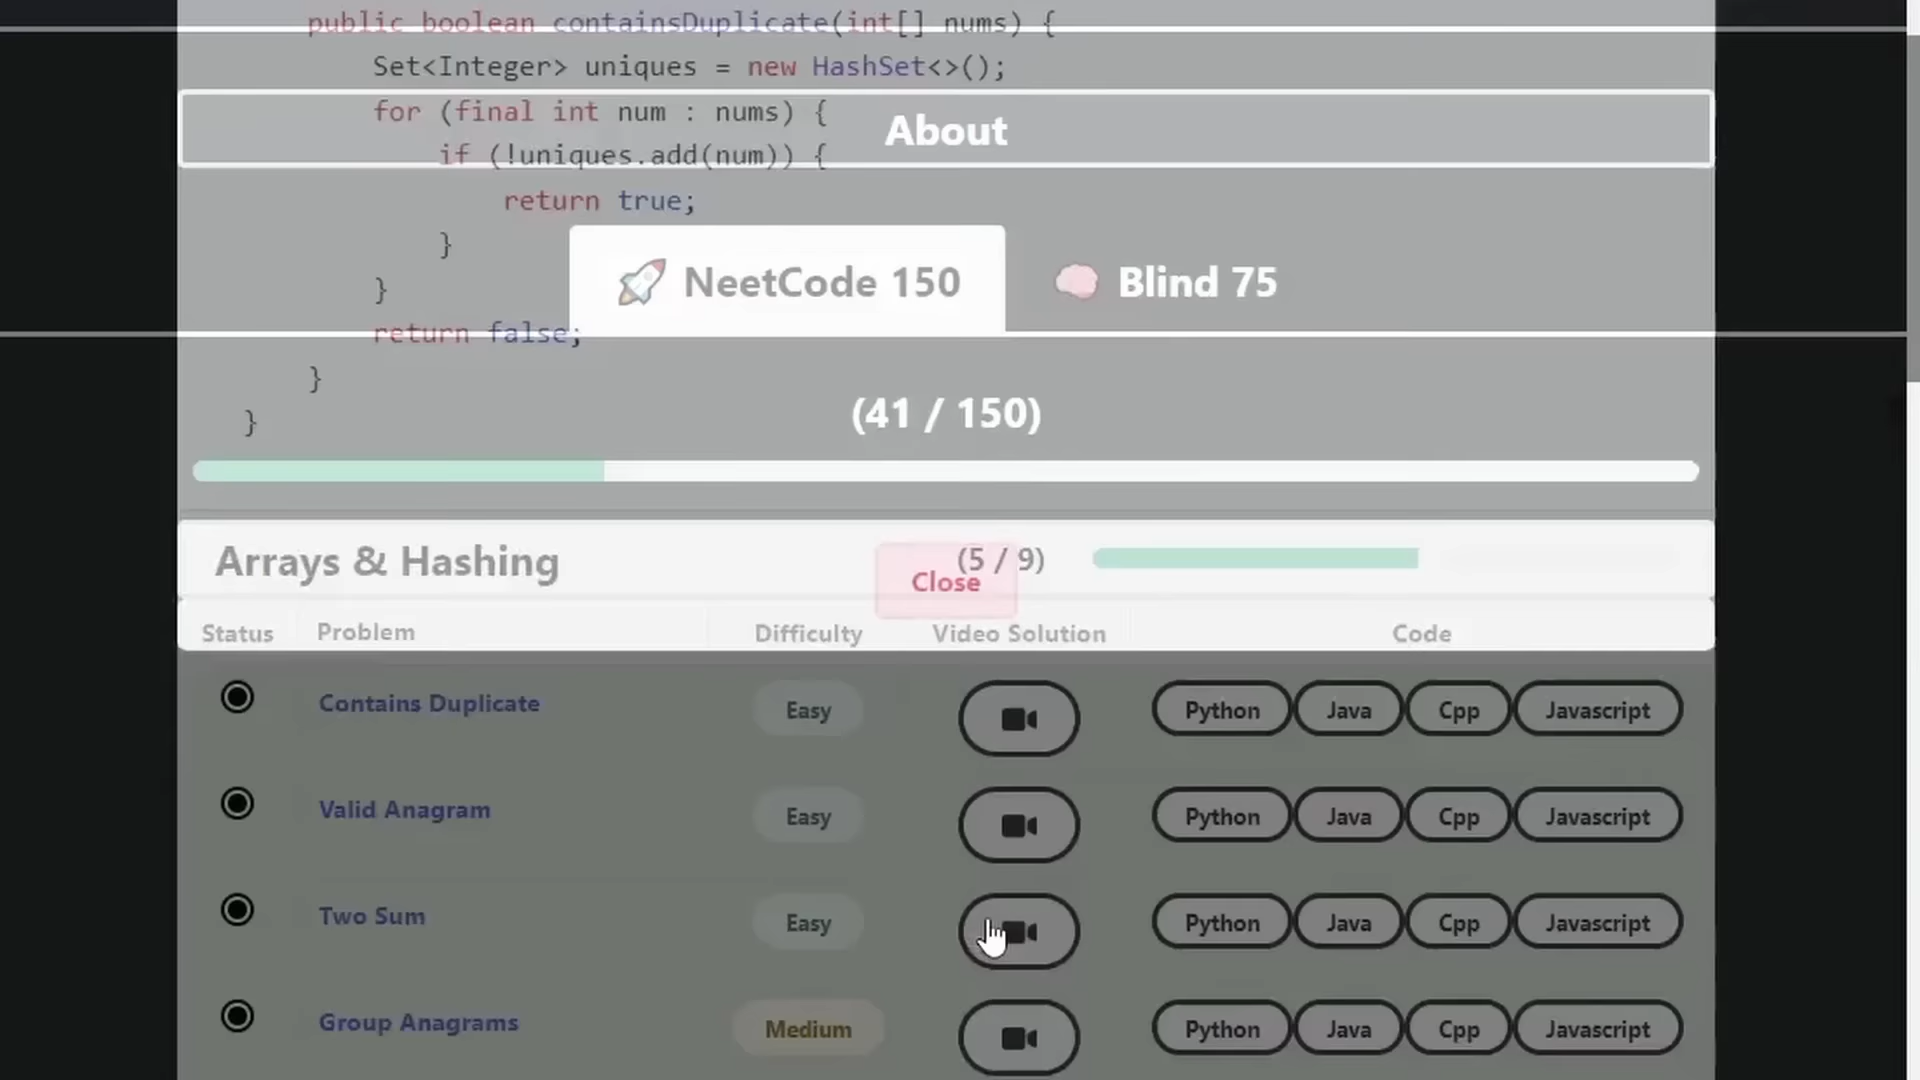 public boolean containsDuplicate(int[] nums) {
Set<Integer> uniques = new HashSet<>();
for (final int num : nums) {
About
if (!uniques.add(num)) {
return true;
}
NeetCode 150
Blind 75
}
return false;
}
(41 / 150)
}
Arrays & Hashing
(5 / 9)
Close
Status Problem Difficulty Video Solution Code
Contains Duplicate Easy Python Java Cpp Javascript
Valid Anagram Easy Python Java Cpp Javascript
Two Sum Easy Python Java Cpp Javascript
Group Anagrams Medium Python Java Cpp Javascript